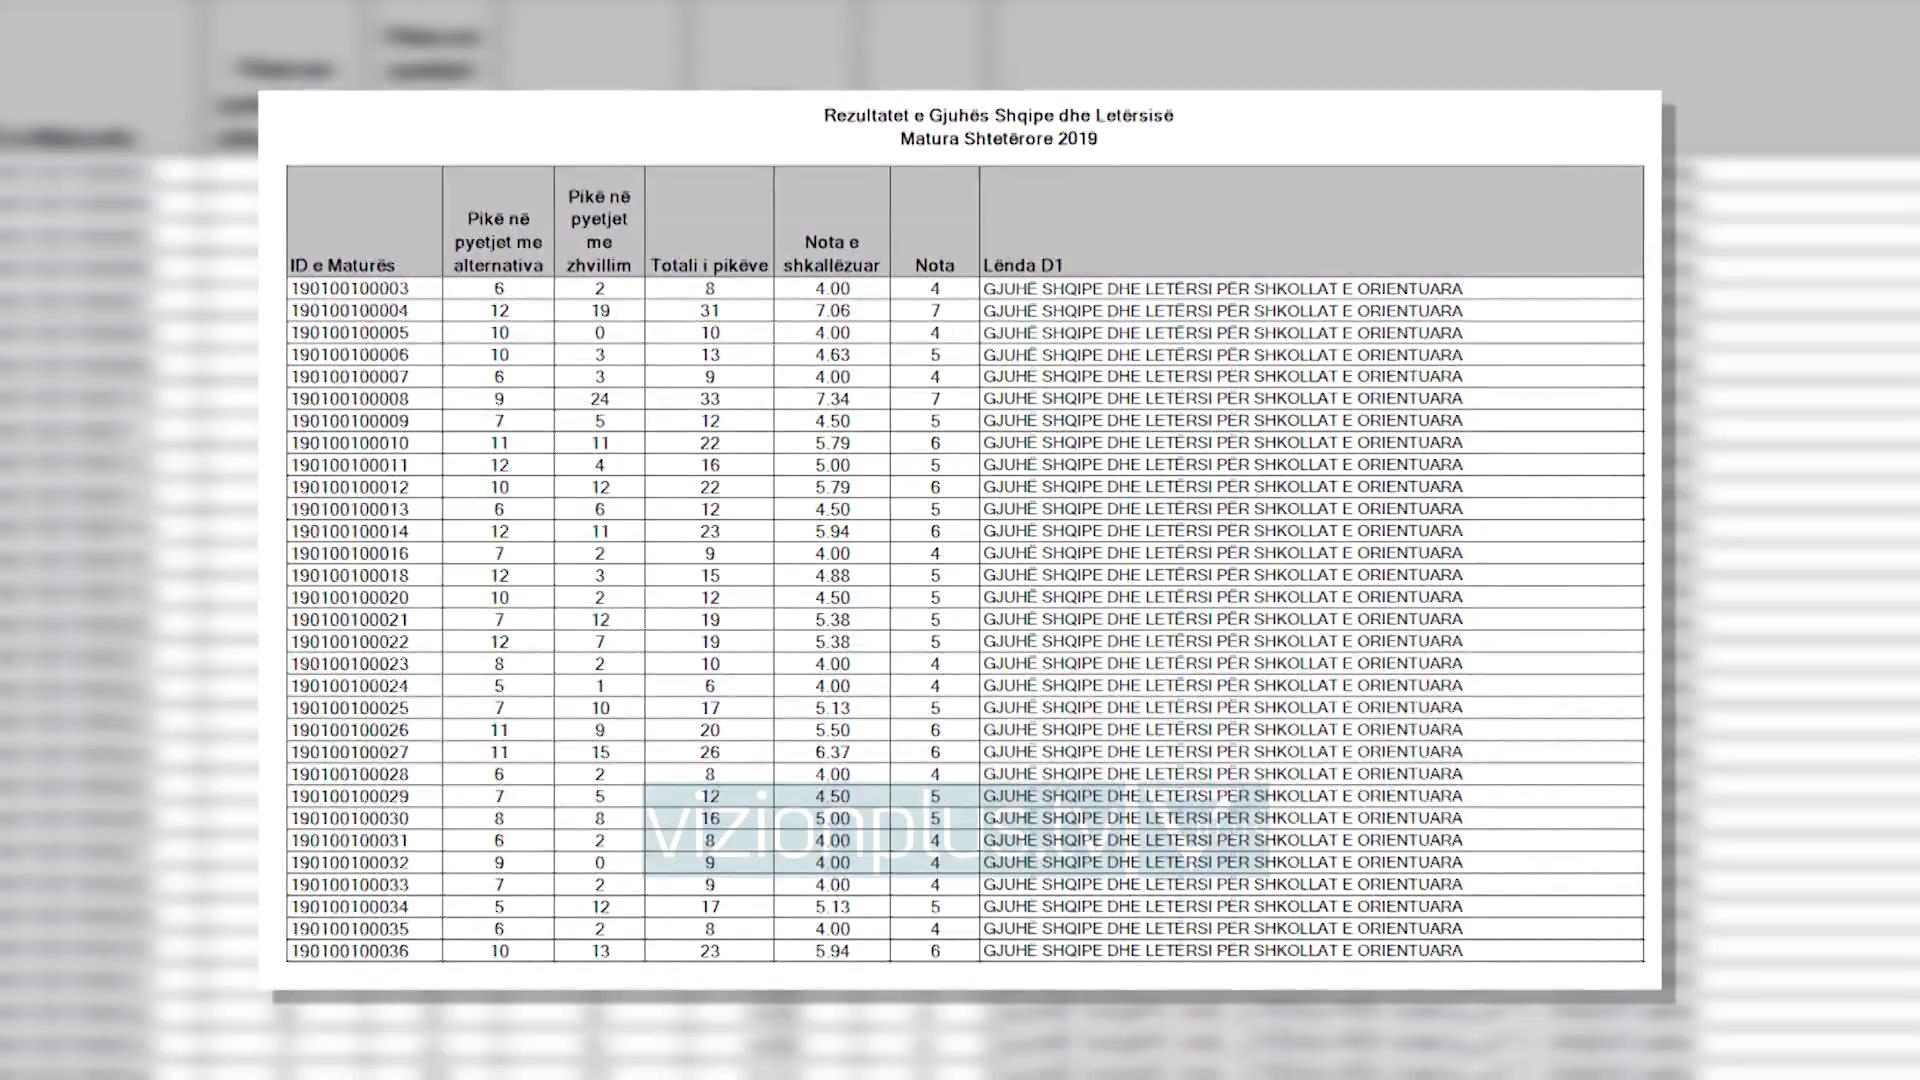 Rezultatet e Gjuhës Shqipe dhe Letërsisë
Matura Shtetërore 2019
ID e Maturës Pikë në pyetjet me alternativa Pikë në pyetjet me zhvillim Totali i pikëve Nota e shkallëzuar Nota Lënda D1
190100100003 6 2 8 4.00 4 GJUHË SHQIPE DHE LETËRSI PËR SHKOLLAT E ORIENTUARA
190100100004 12 19 31 7.06 7 GJUHË SHQIPE DHE LETËRSI PËR SHKOLLAT E ORIENTUARA
190100100005 10 0 10 4.00 4 GJUHË SHQIPE DHE LETËRSI PËR SHKOLLAT E ORIENTUARA
190100100006 10 3 13 4.63 5 GJUHË SHQIPE DHE LETËRSI PËR SHKOLLAT E ORIENTUARA
190100100007 6 3 9 4.00 4 GJUHË SHQIPE DHE LETËRSI PËR SHKOLLAT E ORIENTUARA
190100100008 9 24 33 7.34 7 GJUHË SHQIPE DHE LETËRSI PËR SHKOLLAT E ORIENTUARA
190100100009 7 5 12 4.50 5 GJUHË SHQIPE DHE LETËRSI PËR SHKOLLAT E ORIENTUARA
190100100010 11 11 22 5.79 6 GJUHË SHQIPE DHE LETËRSI PËR SHKOLLAT E ORIENTUARA
190100100011 12 4 16 5.00 5 GJUHË SHQIPE DHE LETËRSI PËR SHKOLLAT E ORIENTUARA
190100100012 10 12 22 5.79 6 GJUHË SHQIPE DHE LETËRSI PËR SHKOLLAT E ORIENTUARA
190100100013 6 6 12 4.50 5 GJUHË SHQIPE DHE LETËRSI PËR SHKOLLAT E ORIENTUARA
190100100014 12 11 23 5.94 6 GJUHË SHQIPE DHE LETËRSI PËR SHKOLLAT E ORIENTUARA
190100100016 7 2 9 4.00 4 GJUHË SHQIPE DHE LETËRSI PËR SHKOLLAT E ORIENTUARA
190100100018 12 3 15 4.88 5 GJUHË SHQIPE DHE LETËRSI PËR SHKOLLAT E ORIENTUARA
190100100020 10 2 12 4.50 5 GJUHË SHQIPE DHE LETËRSI PËR SHKOLLAT E ORIENTUARA
190100100021 7 12 19 5.38 5 GJUHË SHQIPE DHE LETËRSI PËR SHKOLLAT E ORIENTUARA
190100100022 12 7 19 5.38 5 GJUHË SHQIPE DHE LETËRSI PËR SHKOLLAT E ORIENTUARA
190100100023 8 2 10 4.00 4 GJUHË SHQIPE DHE LETËRSI PËR SHKOLLAT E ORIENTUARA
190100100024 5 1 6 4.00 4 GJUHË SHQIPE DHE LETËRSI PËR SHKOLLAT E ORIENTUARA
190100100025 7 10 17 5.13 5 GJUHË SHQIPE DHE LETËRSI PËR SHKOLLAT E ORIENTUARA
190100100026 11 9 20 5.50 6 GJUHË SHQIPE DHE LETËRSI PËR SHKOLLAT E ORIENTUARA
190100100027 11 15 26 6.37 6 GJUHË SHQIPE DHE LETËRSI PËR SHKOLLAT E ORIENTUARA
190100100028 6 2 8 4.00 4 GJUHË SHQIPE DHE LETËRSI PËR SHKOLLAT E ORIENTUARA
190100100029 7 5 12 4.50 5 GJUHË SHQIPE DHE LETËRSI PËR SHKOLLAT E ORIENTUARA
190100100030 8 8 16 5.00 5 GJUHË SHQIPE DHE LETËRSI PËR SHKOLLAT E ORIENTUARA
190100100031 6 2 8 4.00 4 GJUHË SHQIPE DHE LETËRSI PËR SHKOLLAT E ORIENTUARA
190100100032 9 0 9 4.00 4 GJUHË SHQIPE DHE LETËRSI PËR SHKOLLAT E ORIENTUARA
190100100033 7 2 9 4.00 4 GJUHË SHQIPE DHE LETËRSI PËR SHKOLLAT E ORIENTUARA
190100100034 5 12 17 5.13 5 GJUHË SHQIPE DHE LETËRSI PËR SHKOLLAT E ORIENTUARA
190100100035 6 2 8 4.00 4 GJUHË SHQIPE DHE LETËRSI PËR SHKOLLAT E ORIENTUARA
190100100036 10 13 23 5.94 6 GJUHË SHQIPE DHE LETËRSI PËR SHKOLLAT E ORIENTUARA
vizionplus.tv